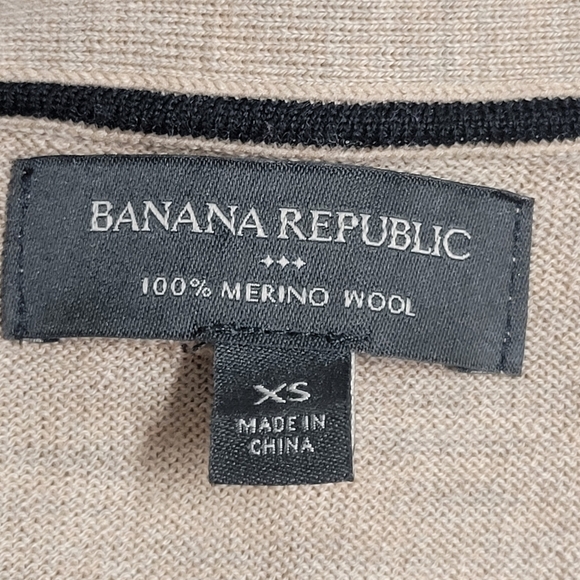 BANANA REPUBLIC
100% MERINO WOOL
XS
MADE IN
CHINA